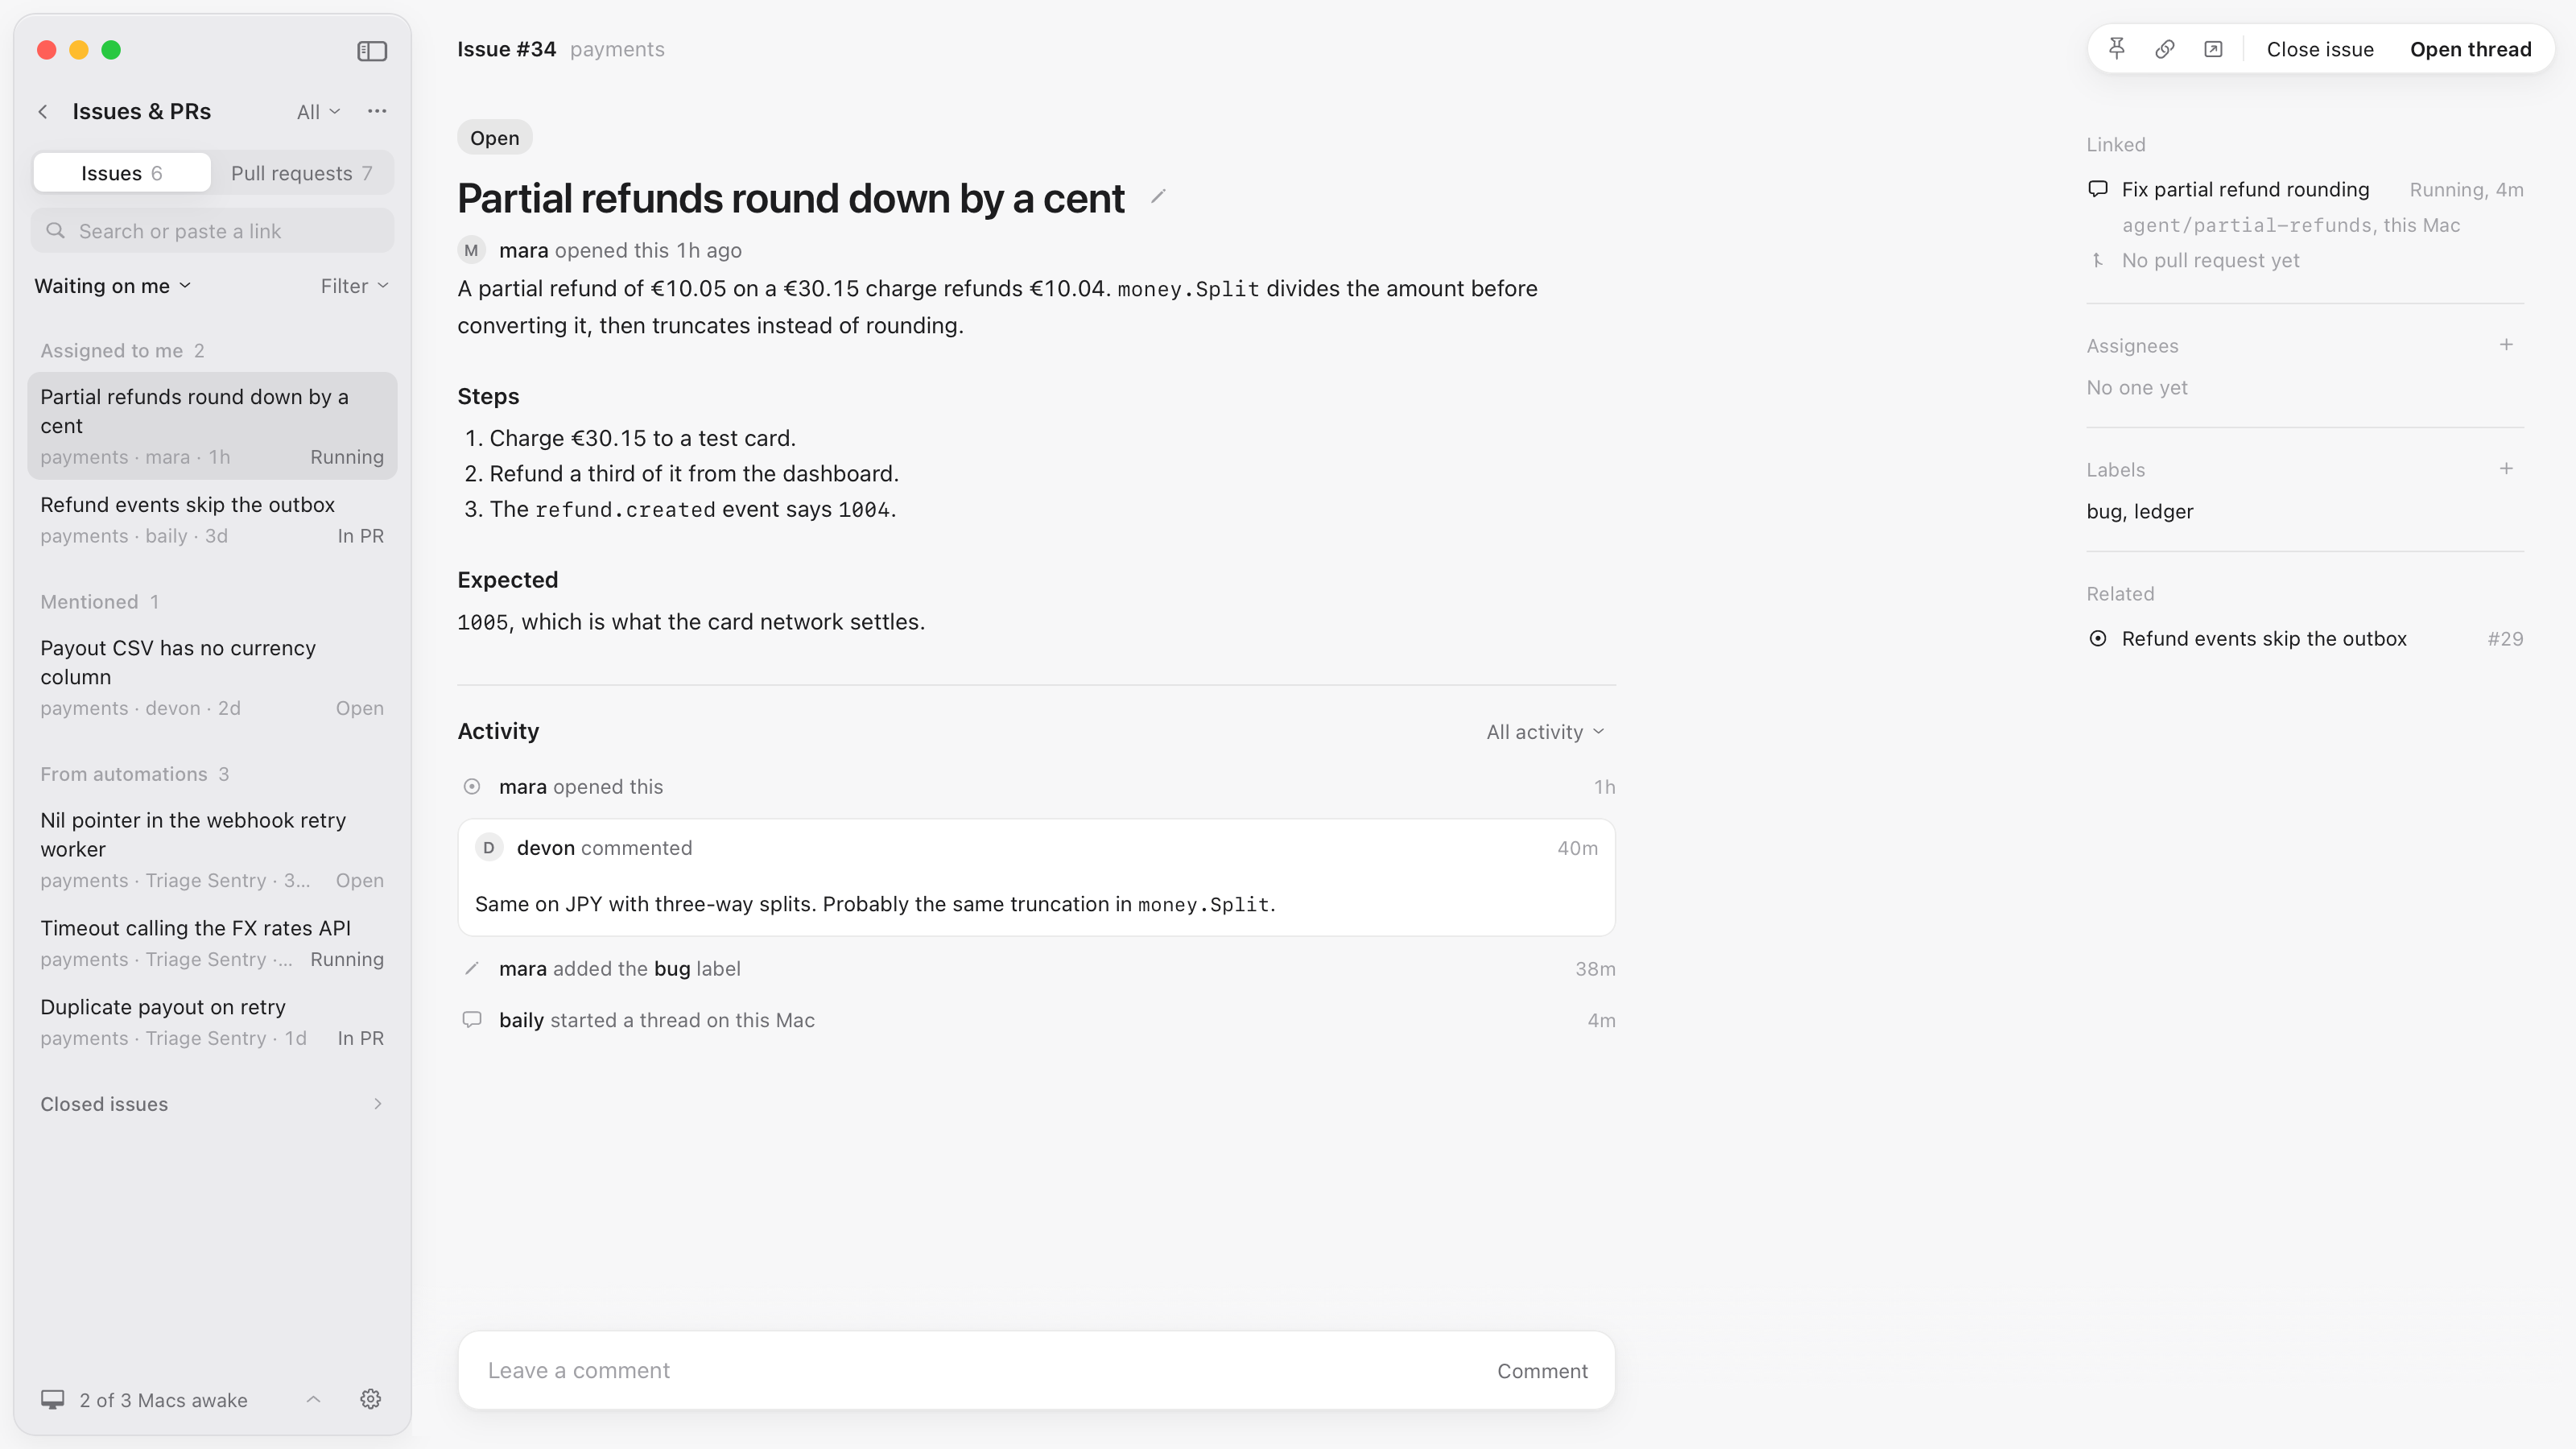 Issues & PRs
All
Issues 6
Pull requests 7
Search or paste a link
Waiting on me
Filter
Assigned to me 2
Partial refunds round down by a
cent
payments · mara · 1h
Running
Refund events skip the outbox
payments · baily · 3d
In PR
Mentioned 1
Payout CSV has no currency
column
payments · devon · 2d
Open
From automations 3
Nil pointer in the webhook retry
worker
payments · Triage Sentry · 3...
Open
Timeout calling the FX rates API
payments · Triage Sentry ·...
Running
Duplicate payout on retry
payments · Triage Sentry · 1d
In PR
Closed issues
2 of 3 Macs awake
Issue #34 payments
Open
Partial refunds round down by a cent
M mara opened this 1h ago
A partial refund of €10.05 on a €30.15 charge refunds €10.04. money.Split divides the amount before
converting it, then truncates instead of rounding.
Steps
1. Charge €30.15 to a test card.
2. Refund a third of it from the dashboard.
3. The refund.created event says 1004.
Expected
1005, which is what the card network settles.
Activity
All activity
mara opened this 1h
D devon commented 40m
Same on JPY with three-way splits. Probably the same truncation in money.Split.
mara added the bug label 38m
baily started a thread on this Mac 4m
Leave a comment
Comment
Close issue
Open thread
Linked
Fix partial refund rounding Running, 4m
agent/partial-refunds, this Mac
No pull request yet
Assignees
No one yet
Labels
bug, ledger
Related
Refund events skip the outbox #29